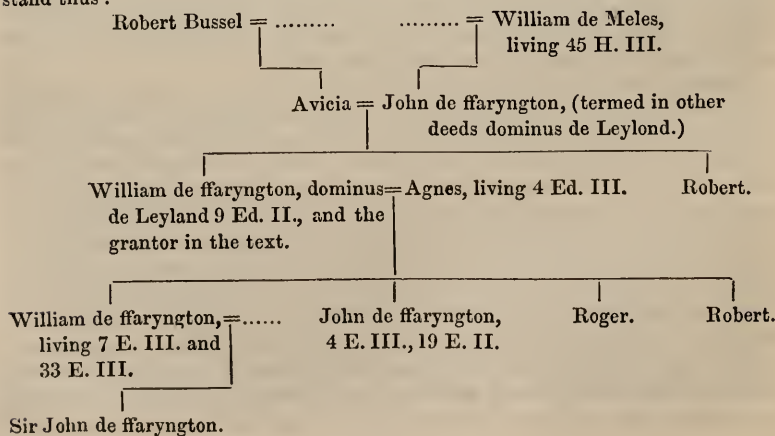 stand thus :
Robert Bussel = ......... ......... = William de Meles,
living 45 H. III.
Avicia = John de ffaryngton, (termed in other
deeds dominus de Leylond.)
William de ffaryngton, dominus = Agnes, living 4 Ed. III. Robert.
de Leyland 9 Ed. II., and the
grantor in the text.
William de ffaryngton, = ...... John de ffaryngton, Roger. Robert.
living 7 E. III. and 4 E. III., 19 E. II.
33 E. III.
Sir John de ffaryngton.